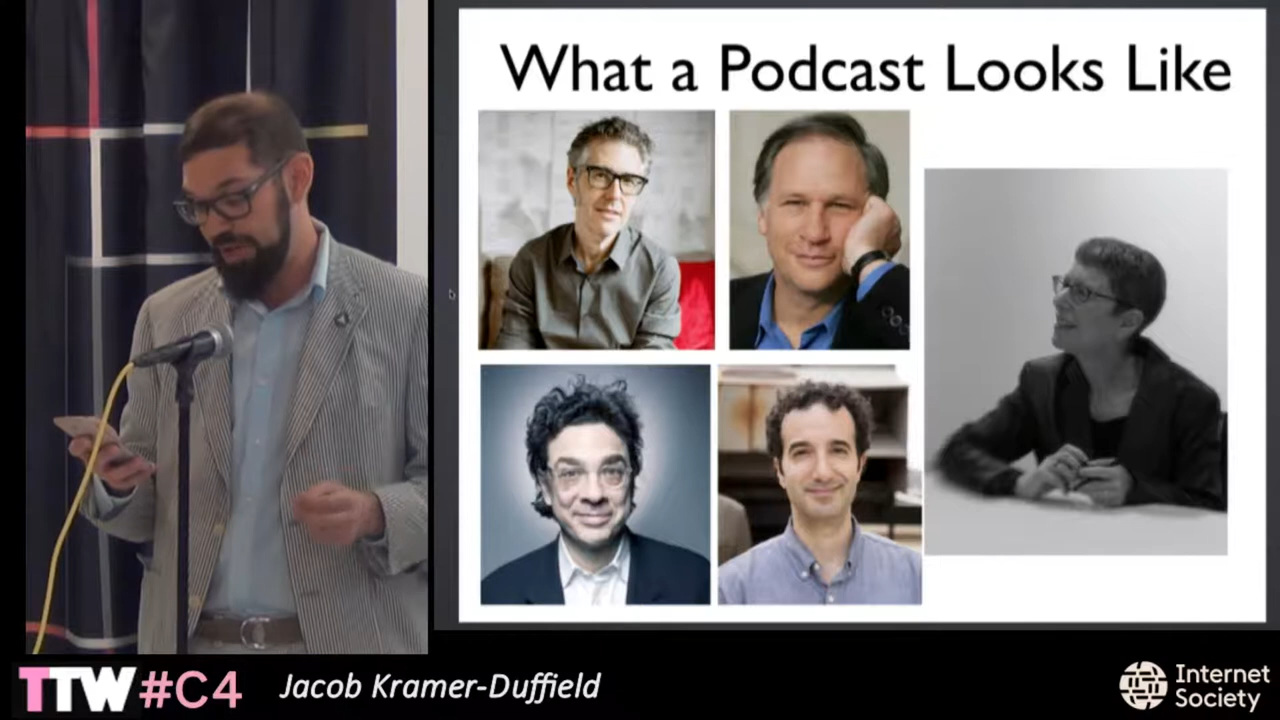 What a Podcast Looks Like
TTW#C4
Jacob Kramer-Duffield
Internet
Society